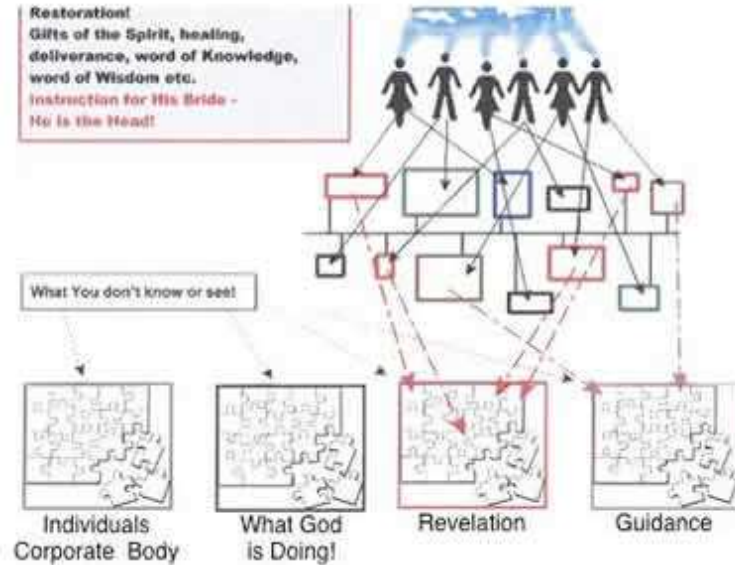 Restoration!
Gifts of the Spirit, healing,
deliverance, word of Knowledge,
word of Wisdom etc.
Instruction for His Bride -
He is the Head!
What You don't know or see!
Individuals
Corporate Body
What God
is Doing!
Revelation
Guidance